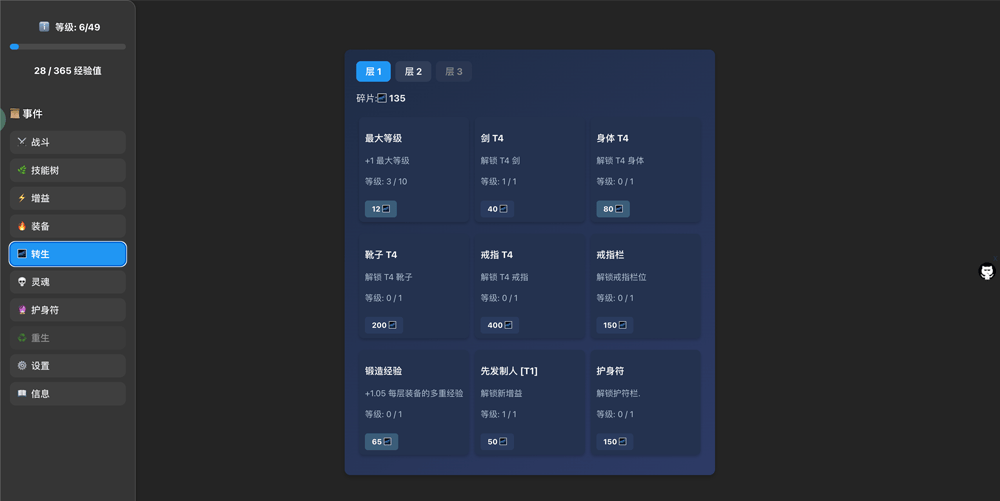 等级: 6/49
28 / 365 经验值
事件
战斗
技能树
增益
装备
转生
灵魂
护身符
重生
设置
信息
层 1
层 2
层 3
碎片: 135
最大等级
+1 最大等级
等级: 3 / 10
12
剑 T4
解锁 T4 剑
等级: 1 / 1
40
身体 T4
解锁 T4 身体
等级: 0 / 1
80
靴子 T4
解锁 T4 靴子
等级: 0 / 1
200
戒指 T4
解锁 T4 戒指
等级: 0 / 1
400
戒指栏
解锁戒指栏位
等级: 0 / 1
150
锻造经验
+1.05 每层装备的多重经验
等级: 0 / 1
65
先发制人 [T1]
解锁新增益
等级: 1 / 1
50
护身符
解锁护符栏.
等级: 0 / 1
150